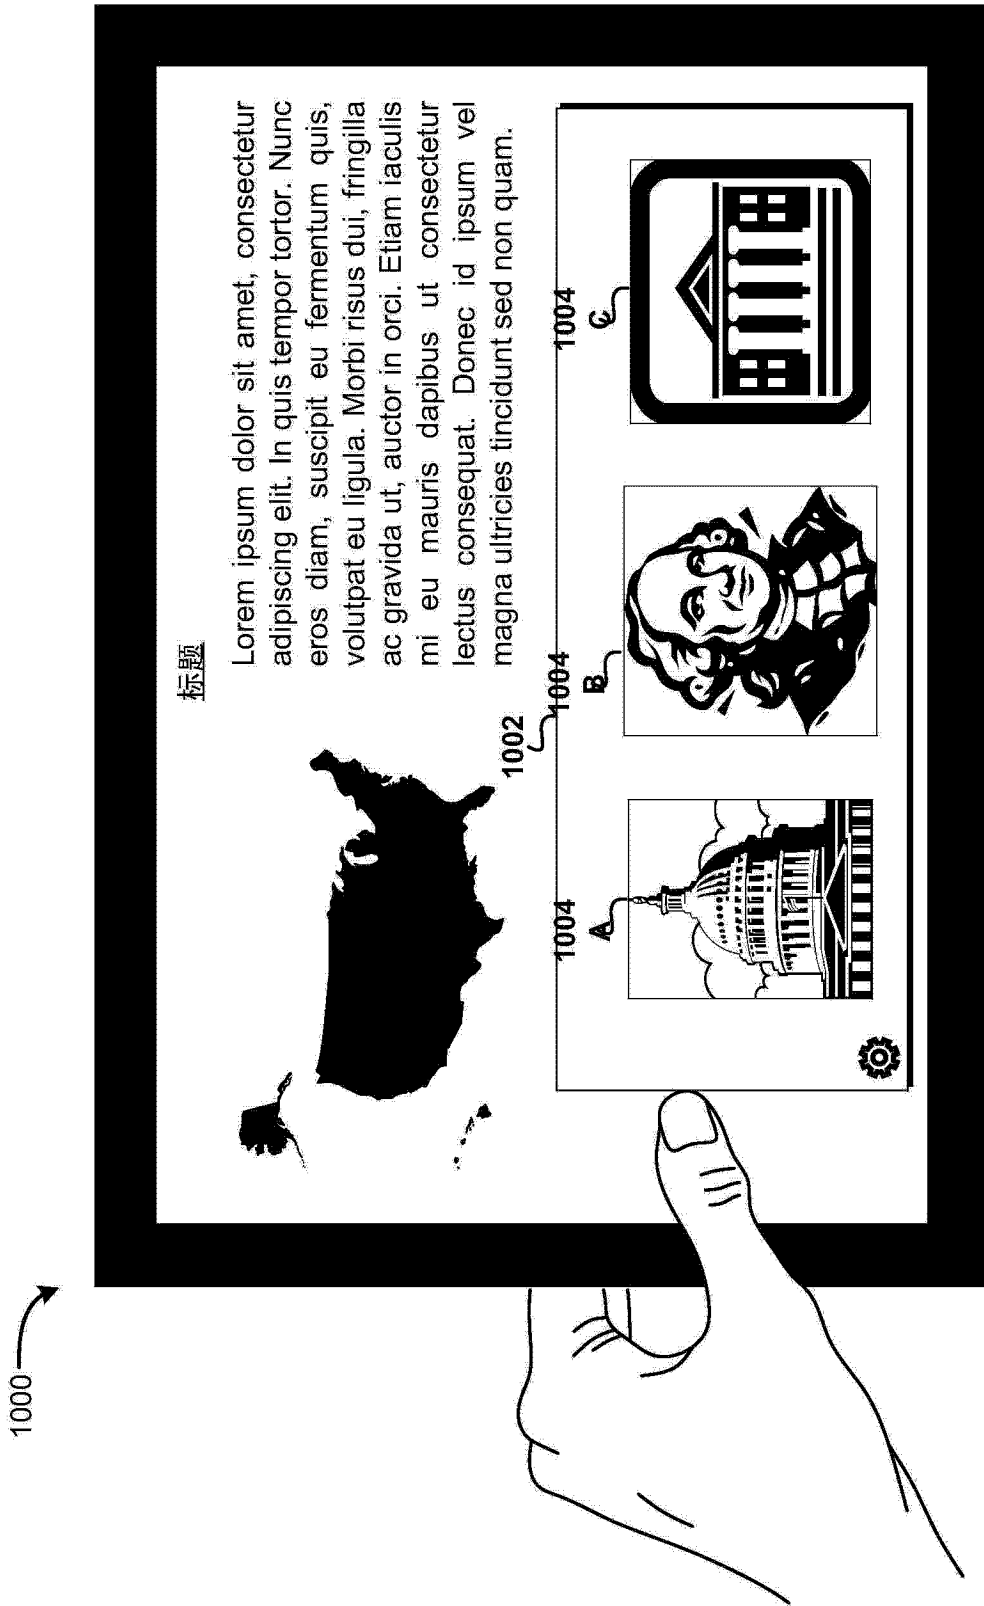 1000
标题
Lorem ipsum dolor sit amet, consectetur
adipiscing elit. In quis tempor tortor. Nunc
eros diam, suscipit eu fermentum quis,
volutpat eu ligula. Morbi risus dui, fringilla
ac gravida ut, auctor in orci. Etiam iaculis
mi eu mauris dapibus ut consectetur
lectus consequat. Donec id ipsum vel
magna ultricies tincidunt sed non quam.
1002
1004
A
1004
B
1004
C